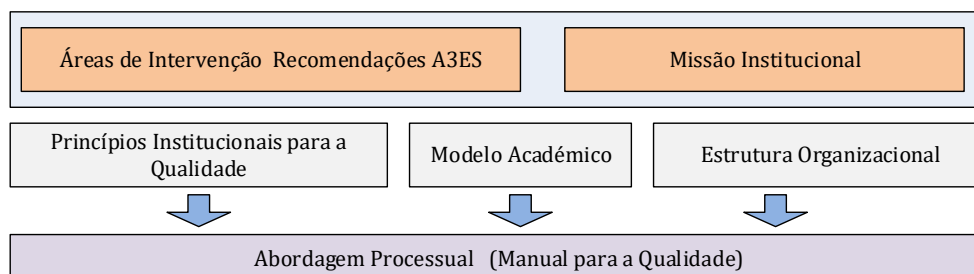 Áreas de Intervenção Recomendações A3ES
Missão Institucional
Princípios Institucionais para a
Qualidade
Modelo Académico
Estrutura Organizacional
Abordagem Processual (Manual para a Qualidade)